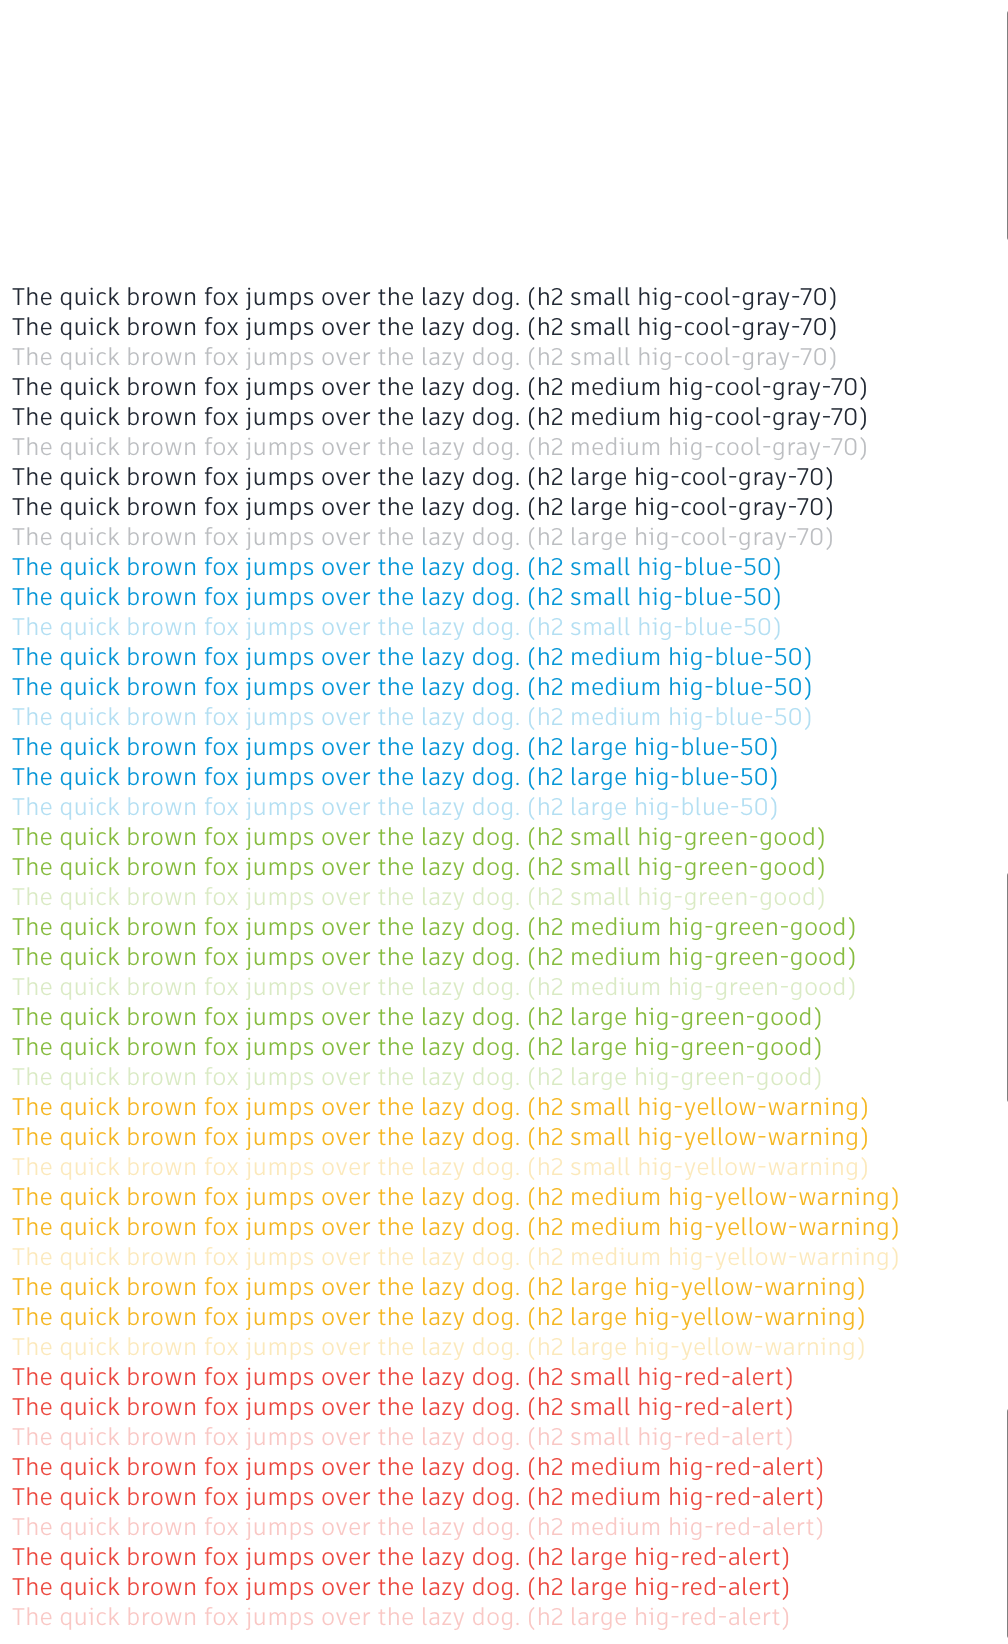 The quick brown fox jumps over the lazy dog. (h2 small hig-cool-gray-70)
The quick brown fox jumps over the lazy dog. (h2 small hig-cool-gray-70)
The quick brown fox jumps over the lazy dog. (h2 small hig-cool-gray-70)
The quick brown fox jumps over the lazy dog. (h2 medium hig-cool-gray-70)
The quick brown fox jumps over the lazy dog. (h2 medium hig-cool-gray-70)
The quick brown fox jumps over the lazy dog. (h2 medium hig-cool-gray-70)
The quick brown fox jumps over the lazy dog. (h2 large hig-cool-gray-70)
The quick brown fox jumps over the lazy dog. (h2 large hig-cool-gray-70)
The quick brown fox jumps over the lazy dog. (h2 large hig-cool-gray-70)
The quick brown fox jumps over the lazy dog. (h2 small hig-blue-50)
The quick brown fox jumps over the lazy dog. (h2 small hig-blue-50)
The quick brown fox jumps over the lazy dog. (h2 small hig-blue-50)
The quick brown fox jumps over the lazy dog. (h2 medium hig-blue-50)
The quick brown fox jumps over the lazy dog. (h2 medium hig-blue-50)
The quick brown fox jumps over the lazy dog. (h2 medium hig-blue-50)
The quick brown fox jumps over the lazy dog. (h2 large hig-blue-50)
The quick brown fox jumps over the lazy dog. (h2 large hig-blue-50)
The quick brown fox jumps over the lazy dog. (h2 large hig-blue-50)
The quick brown fox jumps over the lazy dog. (h2 small hig-green-good)
The quick brown fox jumps over the lazy dog. (h2 small hig-green-good)
The quick brown fox jumps over the lazy dog. (h2 small hig-green-good)
The quick brown fox jumps over the lazy dog. (h2 medium hig-green-good)
The quick brown fox jumps over the lazy dog. (h2 medium hig-green-good)
The quick brown fox jumps over the lazy dog. (h2 medium hig-green-good)
The quick brown fox jumps over the lazy dog. (h2 large hig-green-good)
The quick brown fox jumps over the lazy dog. (h2 large hig-green-good)
The quick brown fox jumps over the lazy dog. (h2 large hig-green-good)
The quick brown fox jumps over the lazy dog. (h2 small hig-yellow-warning)
The quick brown fox jumps over the lazy dog. (h2 small hig-yellow-warning)
The quick brown fox jumps over the lazy dog. (h2 small hig-yellow-warning)
The quick brown fox jumps over the lazy dog. (h2 medium hig-yellow-warning)
The quick brown fox jumps over the lazy dog. (h2 medium hig-yellow-warning)
The quick brown fox jumps over the lazy dog. (h2 medium hig-yellow-warning)
The quick brown fox jumps over the lazy dog. (h2 large hig-yellow-warning)
The quick brown fox jumps over the lazy dog. (h2 large hig-yellow-warning)
The quick brown fox jumps over the lazy dog. (h2 large hig-yellow-warning)
The quick brown fox jumps over the lazy dog. (h2 small hig-red-alert)
The quick brown fox jumps over the lazy dog. (h2 small hig-red-alert)
The quick brown fox jumps over the lazy dog. (h2 small hig-red-alert)
The quick brown fox jumps over the lazy dog. (h2 medium hig-red-alert)
The quick brown fox jumps over the lazy dog. (h2 medium hig-red-alert)
The quick brown fox jumps over the lazy dog. (h2 medium hig-red-alert)
The quick brown fox jumps over the lazy dog. (h2 large hig-red-alert)
The quick brown fox jumps over the lazy dog. (h2 large hig-red-alert)
The quick brown fox jumps over the lazy dog. (h2 large hig-red-alert)